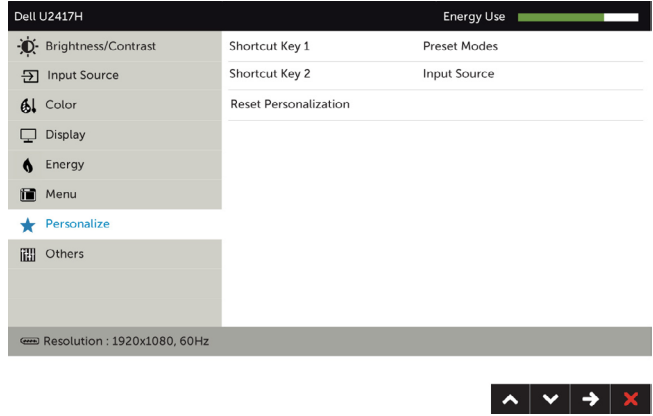 Dell U2417H Energy Use
Brightness/Contrast Shortcut Key 1 Preset Modes
Input Source Shortcut Key 2 Input Source
Color Reset Personalization
Display
Energy
Menu
Personalize
Others
Resolution : 1920x1080, 60Hz